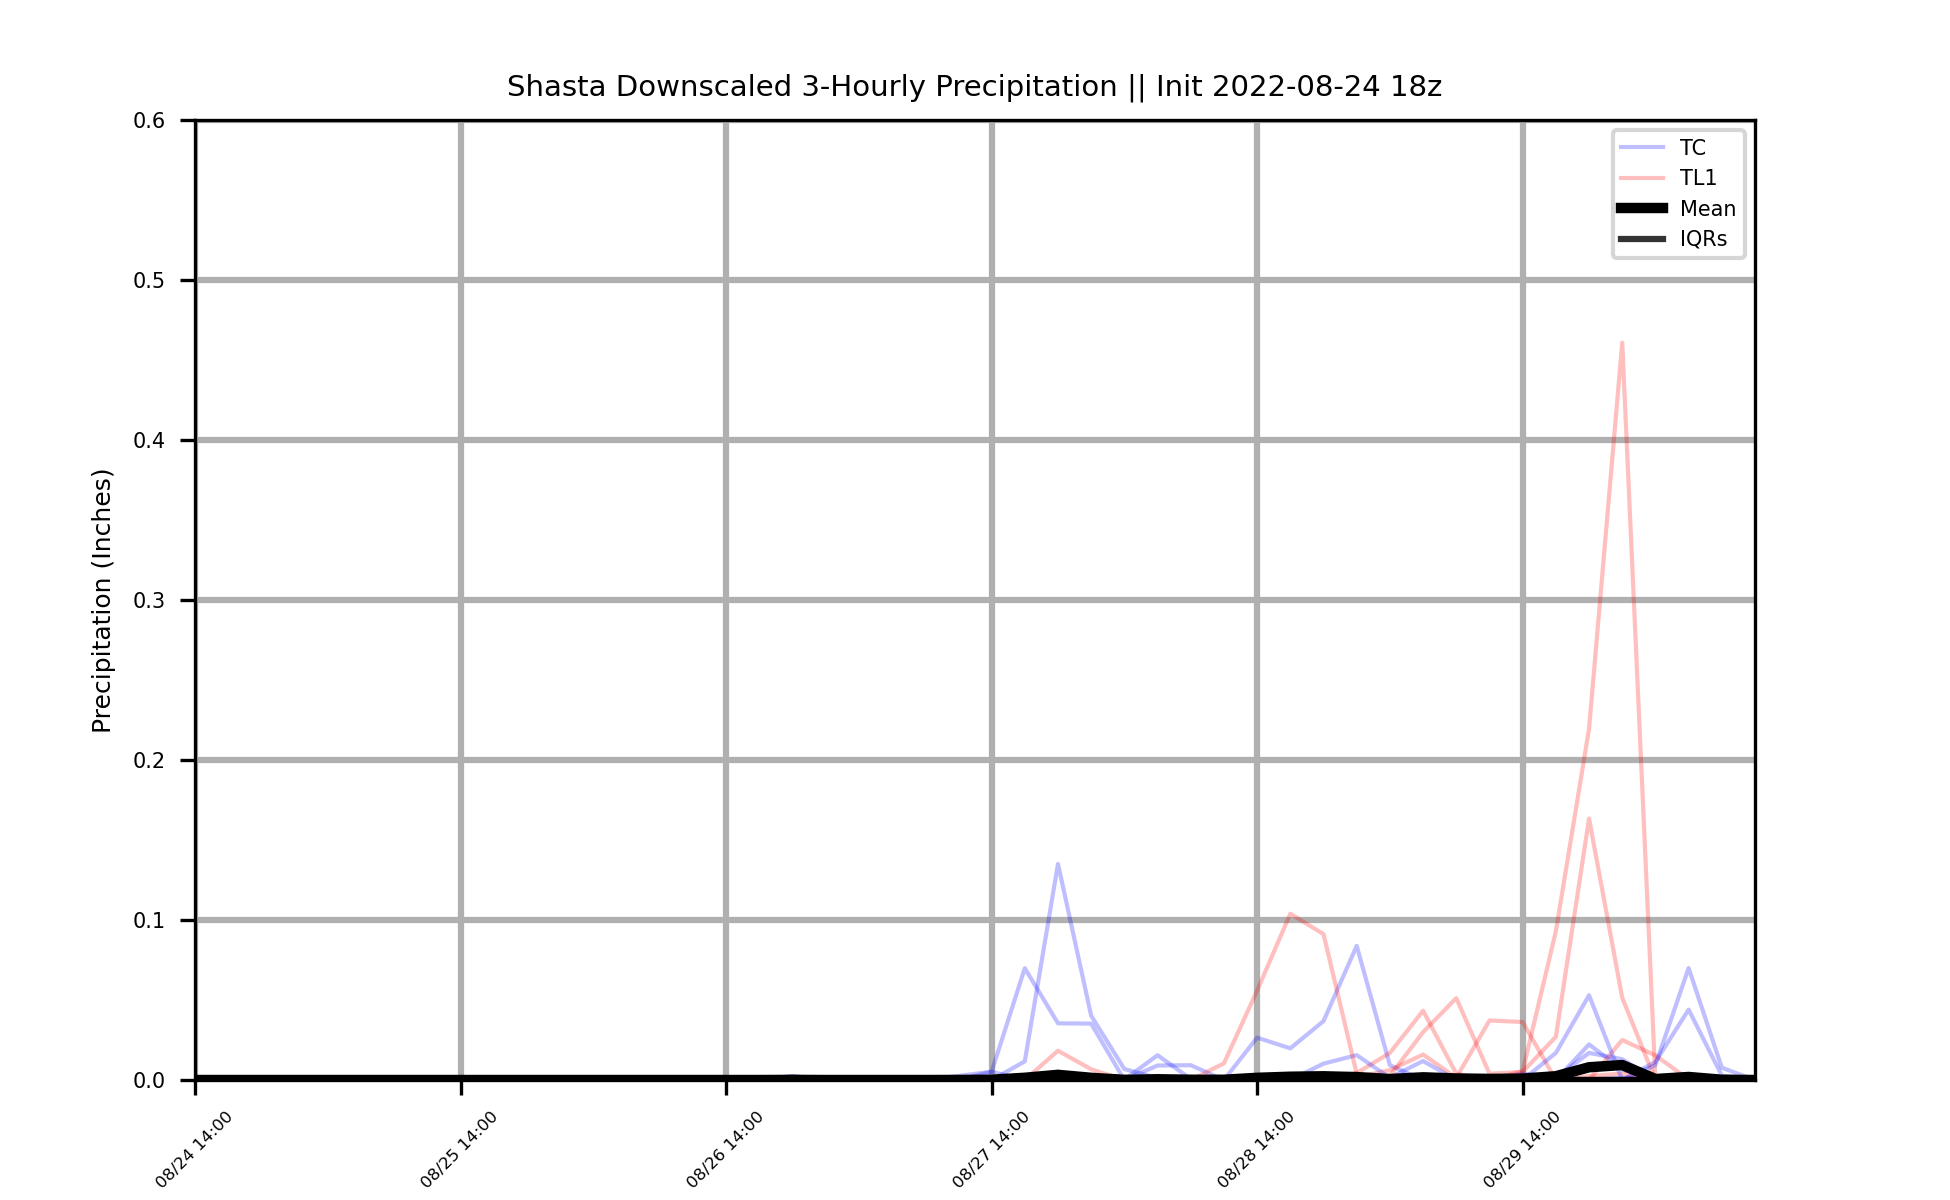 Shasta Downscaled 3-Hourly Precipitation || Init 2022-08-24 18z
TC
TL1
Mean
IQRs
Precipitation (Inches)
0.6
0.5
0.4
0.3
0.2
0.1
0.0
08/24 14:00
08/25 14:00
08/26 14:00
08/27 14:00
08/28 14:00
08/29 14:00